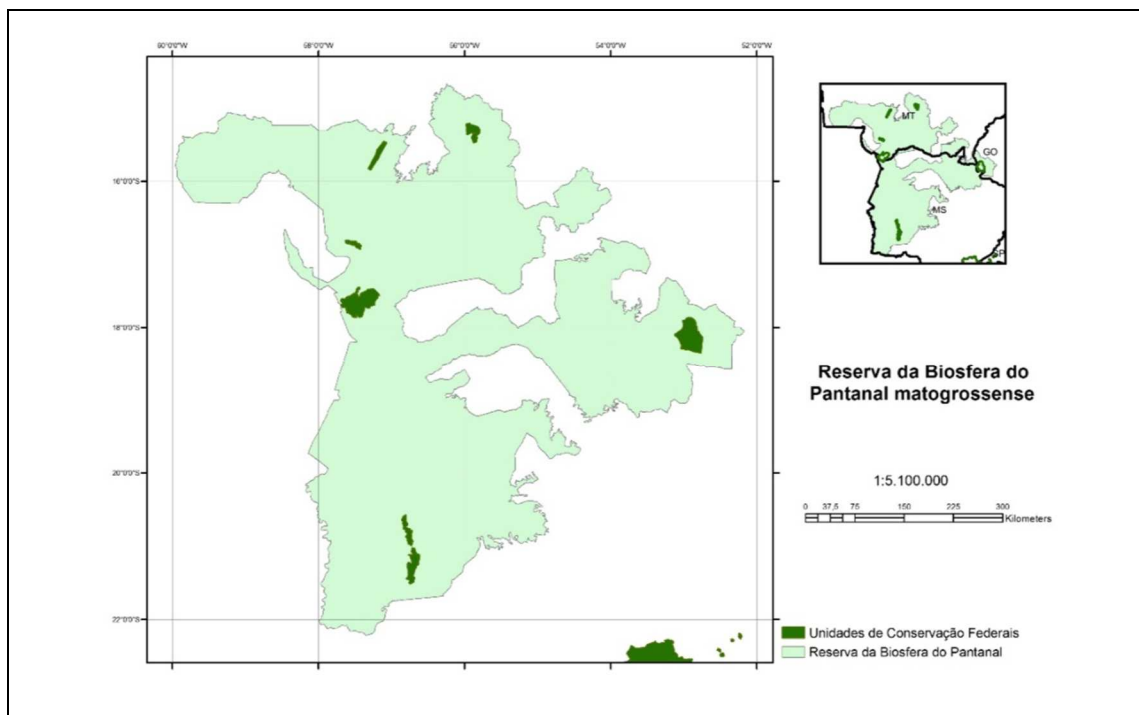 60°0'0"W 58°0'0"W 56°0'0"W 54°0'0"W 52°0'0"W
16°0'0"S
18°0'0"S
20°0'0"S
22°0'0"S
MT
GO
MS
SP
Reserva da Biosfera do
Pantanal matogrossense
1:5.100.000
0 37,5 75 150 225 300
Kilometers
Unidades de Conservação Federais
Reserva da Biosfera do Pantanal